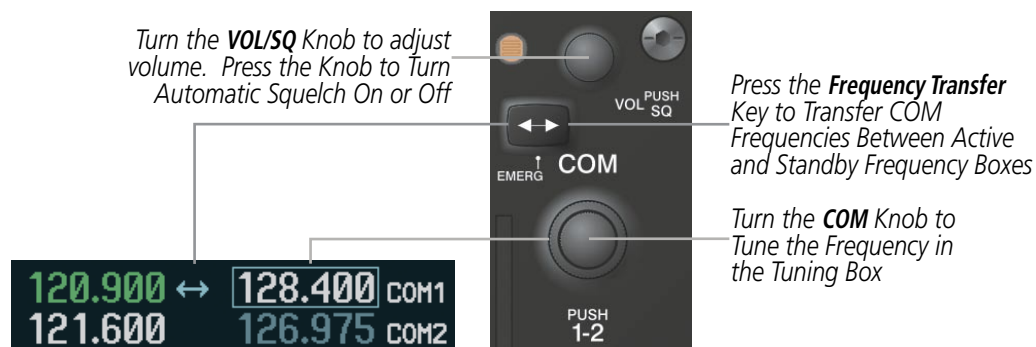 Turn the VOL/SQ Knob to adjust
volume.  Press the Knob to Turn
Automatic Squelch On or Off
VOL PUSH
SQ
Press the Frequency Transfer
Key to Transfer COM
Frequencies Between Active
and Standby Frequency Boxes
EMERG
COM
Turn the COM Knob to
Tune the Frequency in
the Tuning Box
120.900 ↔ 128.400 COM1
121.600 126.975 COM2
PUSH
1-2